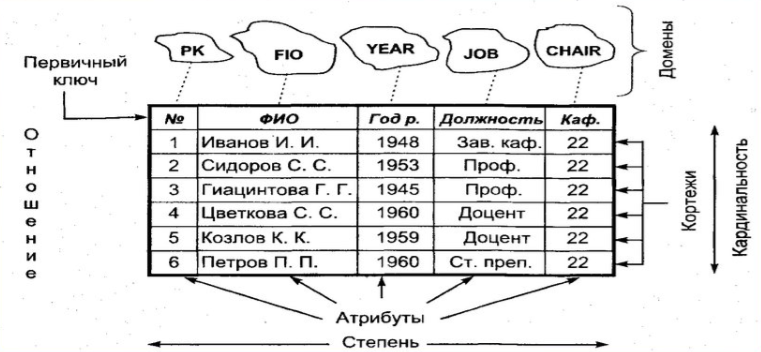 PK FIO YEAR JOB CHAIR
Домены
Первичный
ключ
№ ФИО Год р. Должность Каф.
1 Иванов И. И. 1948 Зав. каф. 22
2 Сидоров С. С. 1953 Проф. 22
3 Гиацинтова Г. Г. 1945 Проф. 22
4 Цветкова С. С. 1960 Доцент 22
5 Козлов К. К. 1959 Доцент 22
6 Петров П. П. 1960 Ст. преп. 22
Отношение
Кортежи
Кардинальность
Атрибуты
Степень